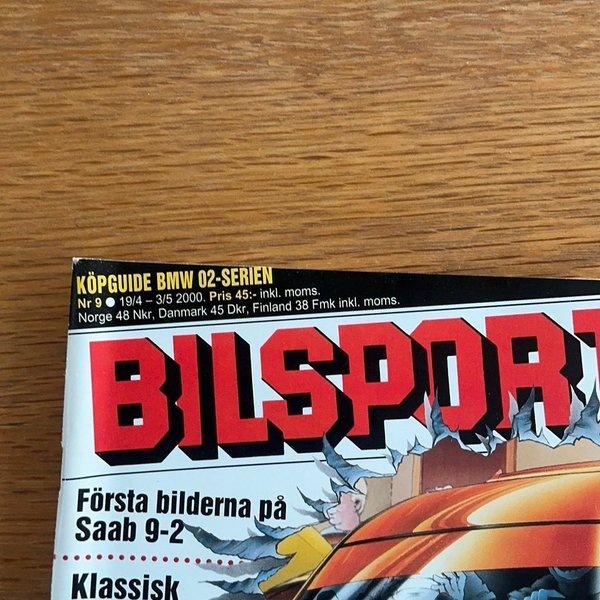 KÖPGUIDE BMW 02-SERIEN
Nr 9 ● 19/4 – 3/5 2000. Pris 45:- inkl. moms.
Norge 48 Nkr, Danmark 45 Dkr, Finland 38 Fmk inkl. moms.
BILSPORT
Första bilderna på
Saab 9-2
Klassisk